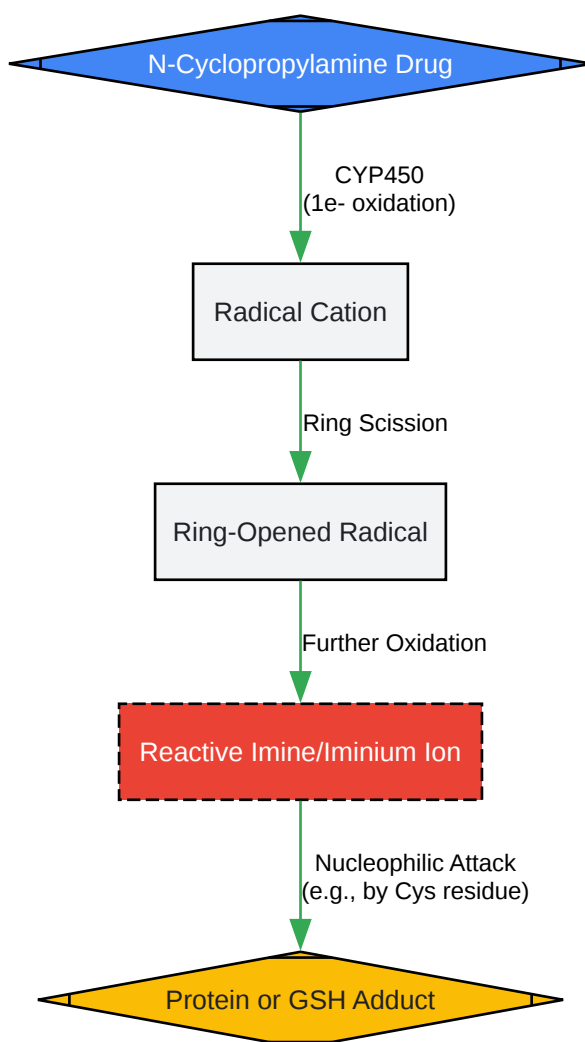 N-Cyclopropylamine Drug
CYP450
(1e- oxidation)
Radical Cation
Ring Scission
Ring-Opened Radical
Further Oxidation
Reactive Imine/Iminium Ion
Nucleophilic Attack
(e.g., by Cys residue)
Protein or GSH Adduct